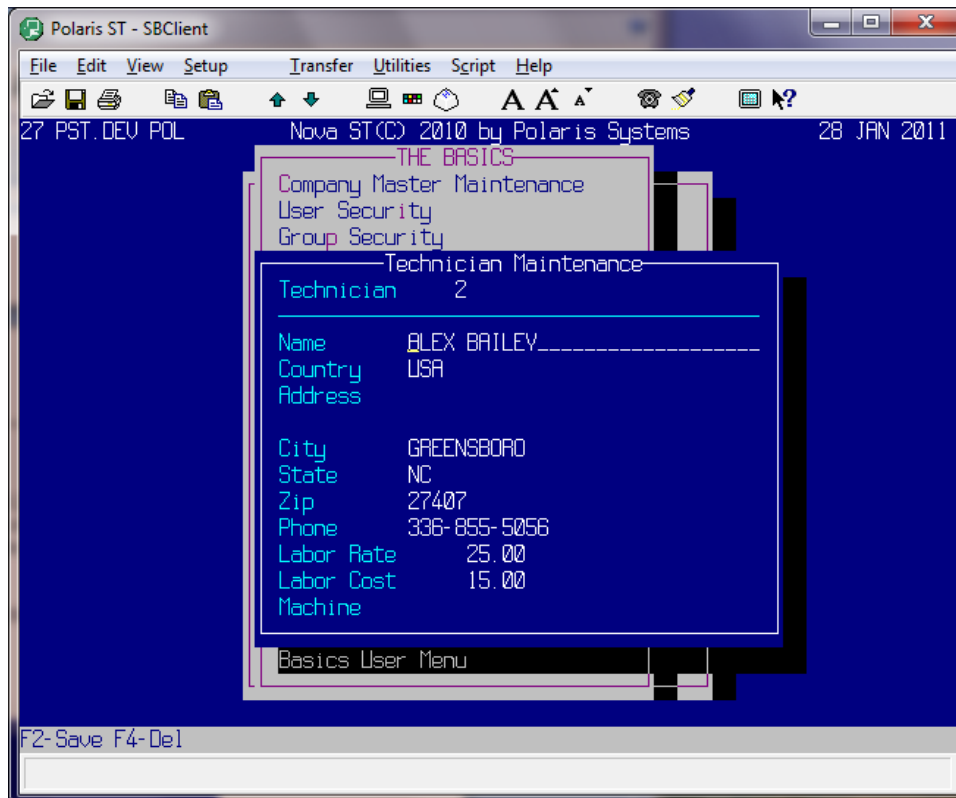 Polaris ST - SBClient
File Edit View Setup Transfer Utilities Script Help
27 PST.DEV POL Nova ST(C) 2010 by Polaris Systems 28 JAN 2011
THE BASICS
Company Master Maintenance
User Security
Group Security
Technician Maintenance
Technician 2
Name ALEX BAILEY____________________
Country USA
Address
City GREENSBORO
State NC
Zip 27407
Phone 336-855-5056
Labor Rate 25.00
Labor Cost 15.00
Machine
Basics User Menu
F2-Save F4-Del